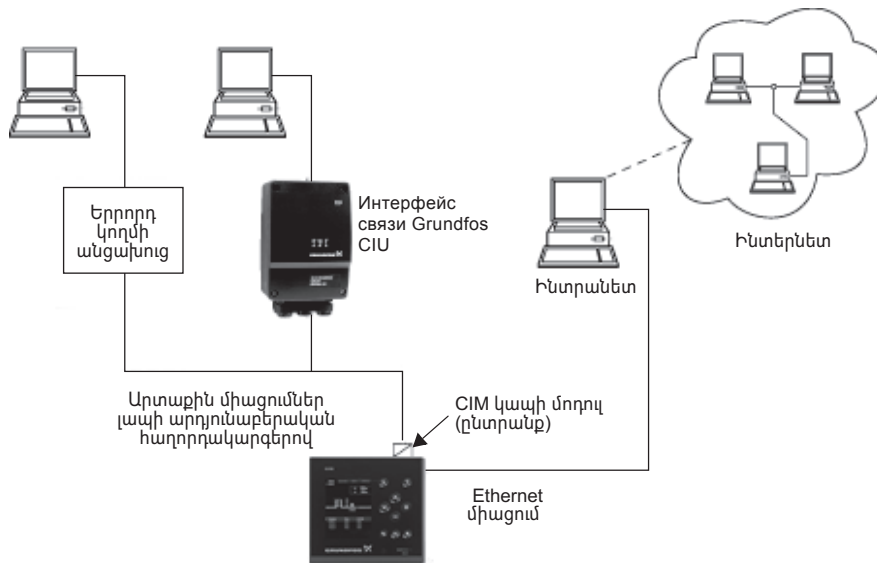 Երրորդ
կողմի
անցախուց
Интерфейс
связи Grundfos
CIU
Ինտրանետ
Ինտերնետ
Արտաքին միացումներ
լապի արդյունաբերական
հաղորդակարգերով
CIM կապի մոդուլ
(ընտրանք)
Ethernet
միացում